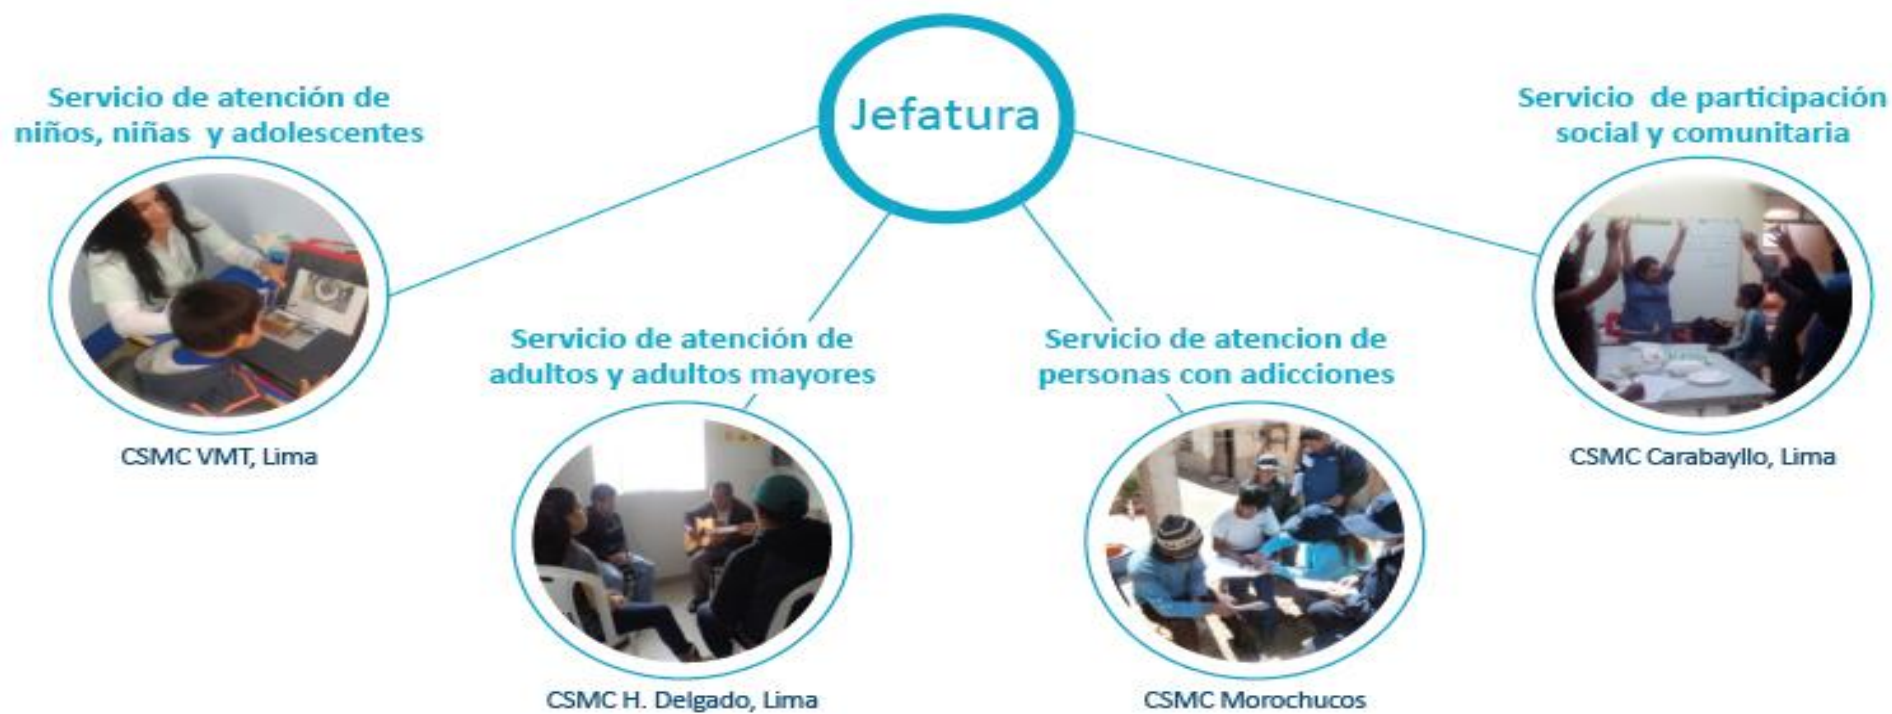 Jefatura
Servicio de atención de
niños, niñas y adolescentes
CSMC VMT, Lima
Servicio de atención de
adultos y adultos mayores
CSMC H. Delgado, Lima
Servicio de atencion de
personas con adicciones
CSMC Morochucos
Servicio de participación
social y comunitaria
CSMC Carabayllo, Lima